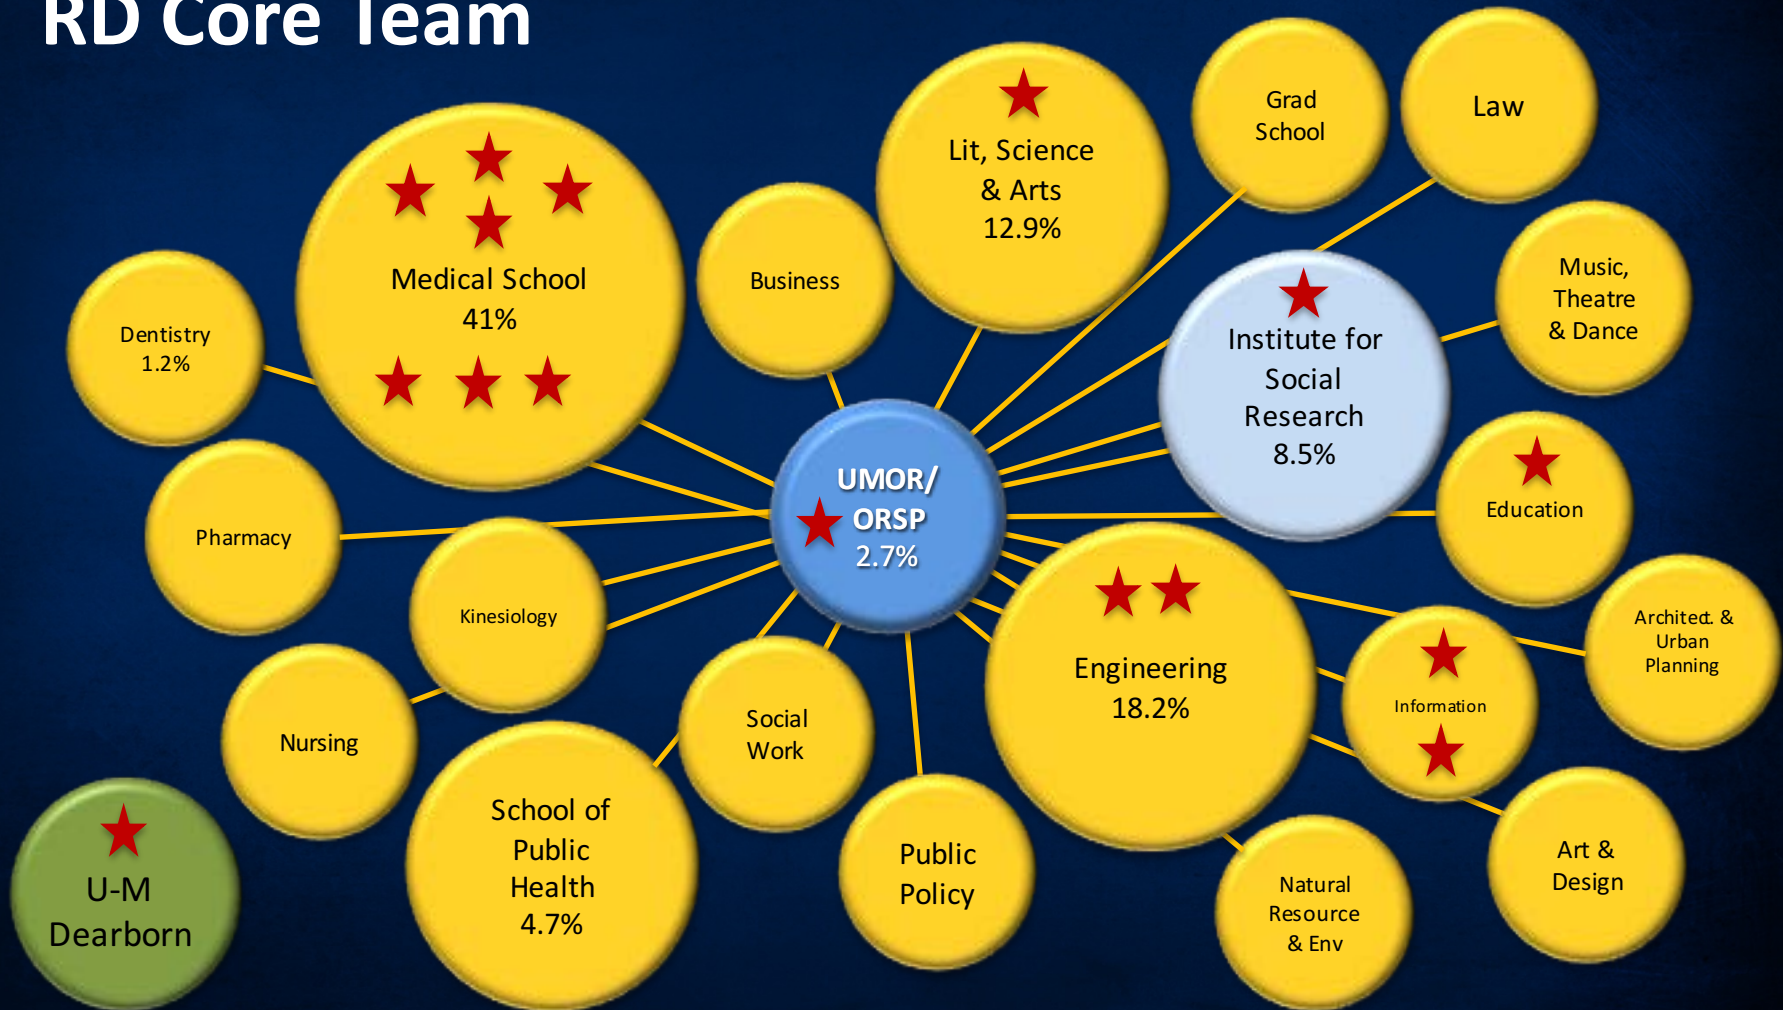 RD Core Team
Grad
School
Law
Lit, Science
& Arts
12.9%
Medical School
41%
Business
Music,
Theatre
& Dance
Dentistry
1.2%
Institute for
Social
Research
8.5%
UMOR/
ORSP
2.7%
Education
Pharmacy
Kinesiology
Architect. &
Urban
Planning
Engineering
18.2%
Information
Nursing
Social
Work
School of
Public
Health
4.7%
Public
Policy
Art &
Design
Natural
Resource
& Env
U-M
Dearborn